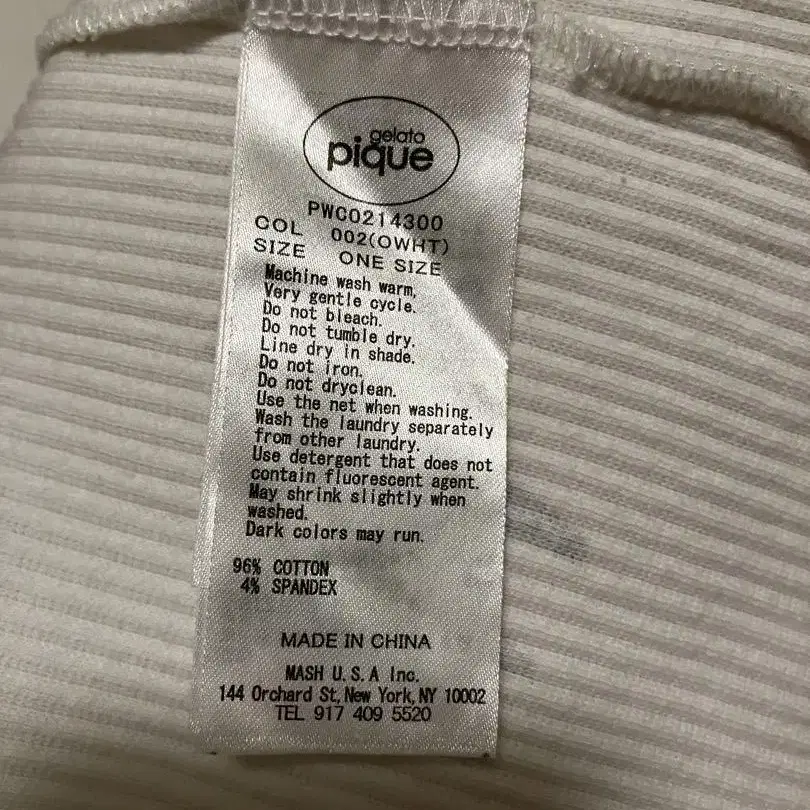 gelato
pique
PWCO214300
COL 002(OWHT)
SIZE ONE SIZE
Machine wash warm,
Very gentle cycle.
Do not bleach.
Do not tumble dry.
Line dry in shade.
Do not iron.
Do not dryclean.
Use the net when washing.
Wash the laundry separately
from other laundry.
Use detergent that does not
contain fluorescent agent.
May shrink slightly when
washed.
Dark colors may run.
96% COTTON
4% SPANDEX
MADE IN CHINA
MASH U.S.A Inc.
144 Orchard St, New York, NY 10002
TEL 917 409 5520